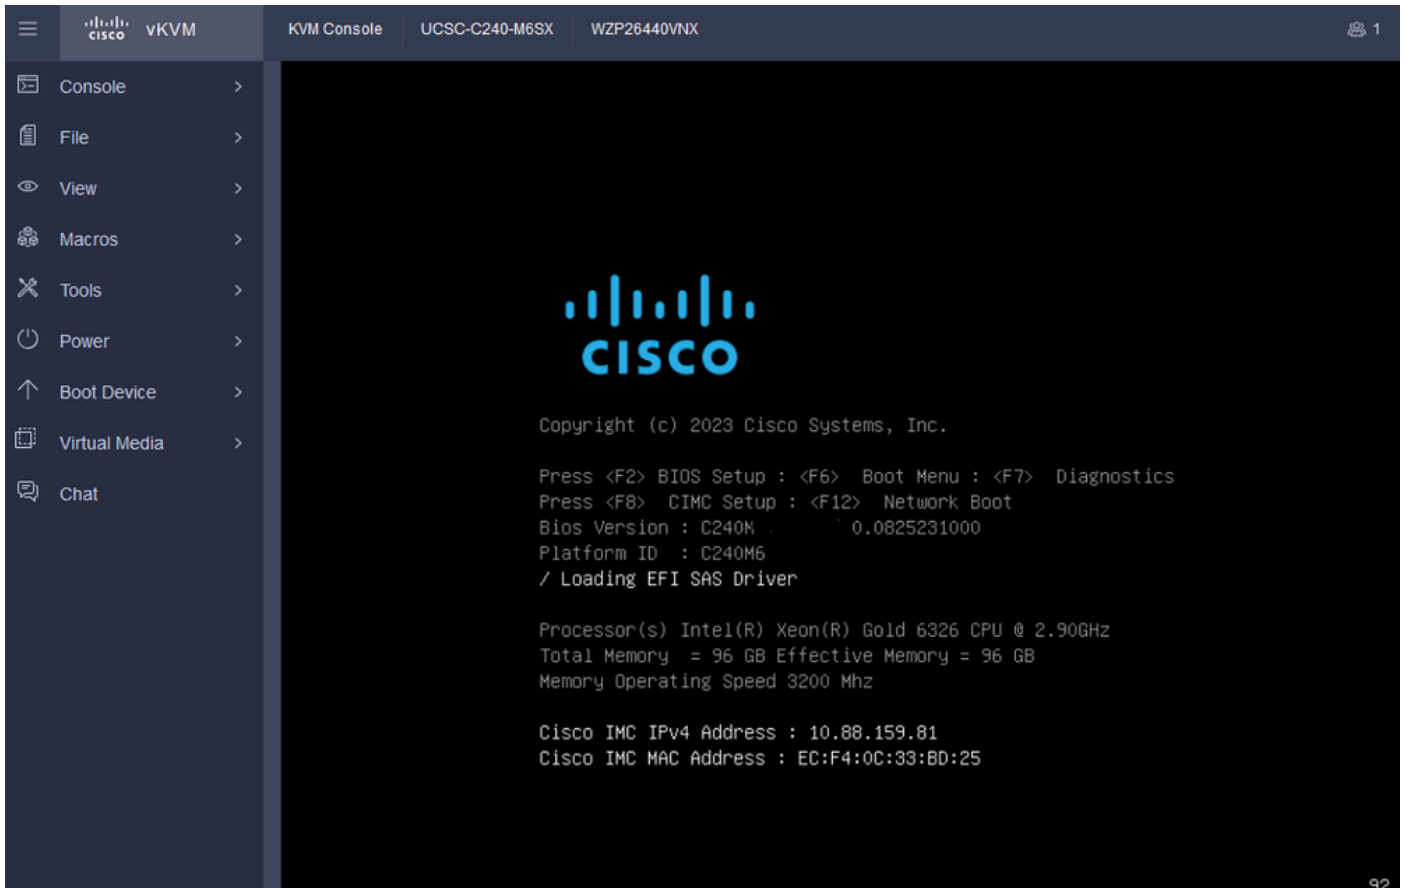 cisco vKVM KVM Console UCSC-C240-M6SX WZP26440VNX 1
Console
File
View
Macros
Tools
Power
Boot Device
Virtual Media
Chat
CISCO
Copyright (c) 2023 Cisco Systems, Inc.
Press <F2> BIOS Setup : <F6> Boot Menu : <F7> Diagnostics
Press <F8> CIMC Setup : <F12> Network Boot
Bios Version : 0.0825231000
Platform ID : C240M6
/ Loading EFI SAS Driver
Processor(s) Intel(R) Xeon(R) Gold 6326 CPU @ 2.90GHz
Total Memory = 96 GB Effective Memory = 96 GB
Memory Operating Speed 3200 Mhz
Cisco IMC IPv4 Address : 10.88.159.81
Cisco IMC MAC Address : EC:F4:0C:33:BD:25
92